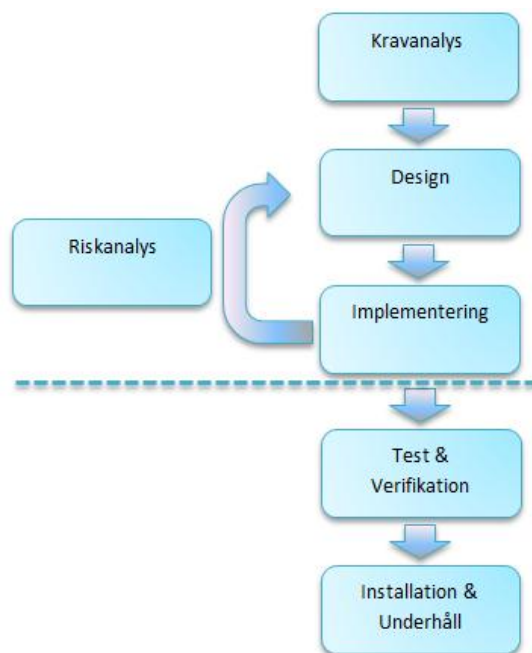 Kravanalys
Design
Riskanalys
Implementering
Test &
Verifikation
Installation &
Underhåll